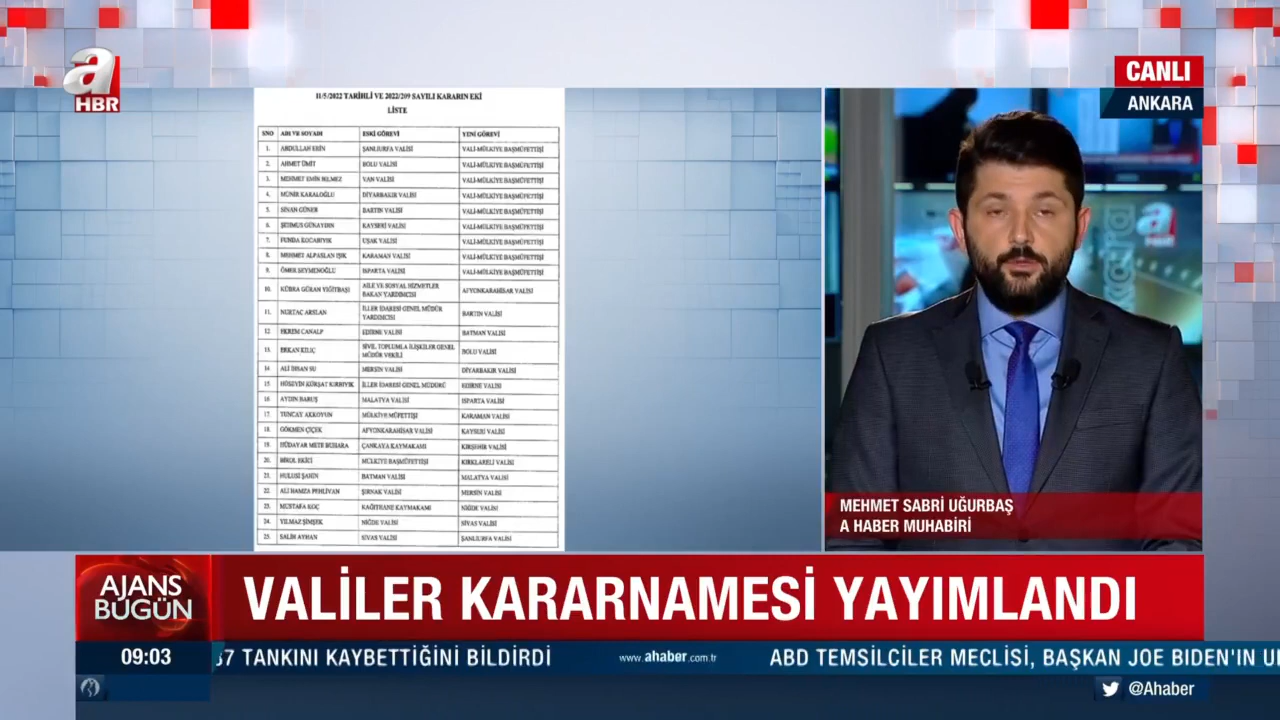 a
HBR
CANLI
ANKARA
11/5/2022 TARİHLİ VE 2022/209 SAYILI KARARIN EKİ
LİSTE
SNO ADI VE SOYADI ESKİ GÖREVİ YENİ GÖREVİ
1. ABDULLAH ERİN ŞANLIURFA VALİSİ VALİ-MÜLKİYE BAŞMÜFETTİŞİ
2. AHMET ÜMİT BOLU VALİSİ VALİ-MÜLKİYE BAŞMÜFETTİŞİ
3. MEHMET EMİN BİLMEZ VAN VALİSİ VALİ-MÜLKİYE BAŞMÜFETTİŞİ
4. MÜNİR KARALOĞLU DİYARBAKIR VALİSİ VALİ-MÜLKİYE BAŞMÜFETTİŞİ
5. SİNAN GÜNER BARTIN VALİSİ VALİ-MÜLKİYE BAŞMÜFETTİŞİ
6. ŞEHMUS GÜNAYDIN KAYSERİ VALİSİ VALİ-MÜLKİYE BAŞMÜFETTİŞİ
7. FUNDA KOCABIYIK UŞAK VALİSİ VALİ-MÜLKİYE BAŞMÜFETTİŞİ
8. MEHMET ALPASLAN IŞIK KARAMAN VALİSİ VALİ-MÜLKİYE BAŞMÜFETTİŞİ
9. ÖMER SEYMENOĞLU ISPARTA VALİSİ VALİ-MÜLKİYE BAŞMÜFETTİŞİ
10. KÜBRA GÜRAN YİĞİTBAŞI AİLE VE SOSYAL HİZMETLER BAKAN YARDIMCISI AFYONKARAHİSAR VALİSİ
11. NURTAÇ ARSLAN İLLER İDARESİ GENEL MÜDÜR YARDIMCISI BARTIN VALİSİ
12 EKREM CANALP EDİRNE VALİSİ BATMAN VALİSİ
13. ERKAN KILIÇ SİVİL TOPLUMLA İLİŞKİLER GENEL MÜDÜR VEKİLİ BOLU VALİSİ
14 ALİ İHSAN SU MERSİN VALİSİ DİYARBAKIR VALİSİ
15. HÜSEYİN KÜRŞAT KIRBIYIK İLLER İDARESİ GENEL MÜDÜRÜ EDİRNE VALİSİ
16 AYDIN BARUŞ MALATYA VALİSİ ISPARTA VALİSİ
17. TUNCAY AKKOYUN MÜLKİYE MÜFETTİŞİ KARAMAN VALİSİ
18. GÖKMEN ÇİÇEK AFYONKARAHİSAR VALİSİ KAYSERİ VALİSİ
19. HÜDAYAR METE BUHARA ÇANKAYA KAYMAKAMI KIRŞEHİR VALİSİ
20. BİROL EKİCİ MÜLKİYE BAŞMÜFETTİŞİ KIRKLARELİ VALİSİ
21. HULUSİ ŞAHİN BATMAN VALİSİ MALATYA VALİSİ
22. ALİ HAMZA PEHLİVAN ŞIRNAK VALİSİ MERSİN VALİSİ
23. MUSTAFA KOÇ KAĞITHANE KAYMAKAMI NİĞDE VALİSİ
24. YILMAZ ŞİMŞEK NİĞDE VALİSİ SİVAS VALİSİ
25. SALİH AYHAN SİVAS VALİSİ ŞANLIURFA VALİSİ
MEHMET SABRİ UĞURBAŞ
A HABER MUHABİRİ
AJANS
BUGÜN
VALİLER KARARNAMESİ YAYIMLANDI
09:03 37 TANKINI KAYBETTİĞİNİ BİLDİRDİ www.ahaber.com.tr ABD TEMSİLCİLER MECLİSİ, BAŞKAN JOE BIDEN'IN U
@Ahaber